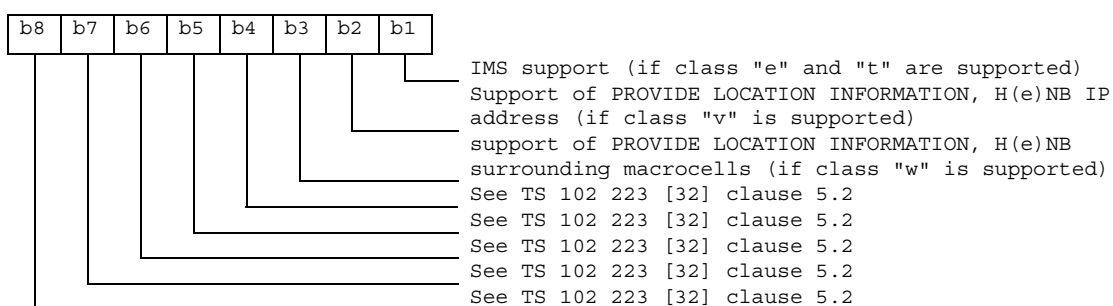 b8 b7 b6 b5 b4 b3 b2 b1
IMS support (if class "e" and "t" are supported)
Support of PROVIDE LOCATION INFORMATION, H(e)NB IP
address (if class "v" is supported)
support of PROVIDE LOCATION INFORMATION, H(e)NB
surrounding macrocells (if class "w" is supported)
See TS 102 223 [32] clause 5.2
See TS 102 223 [32] clause 5.2
See TS 102 223 [32] clause 5.2
See TS 102 223 [32] clause 5.2
See TS 102 223 [32] clause 5.2